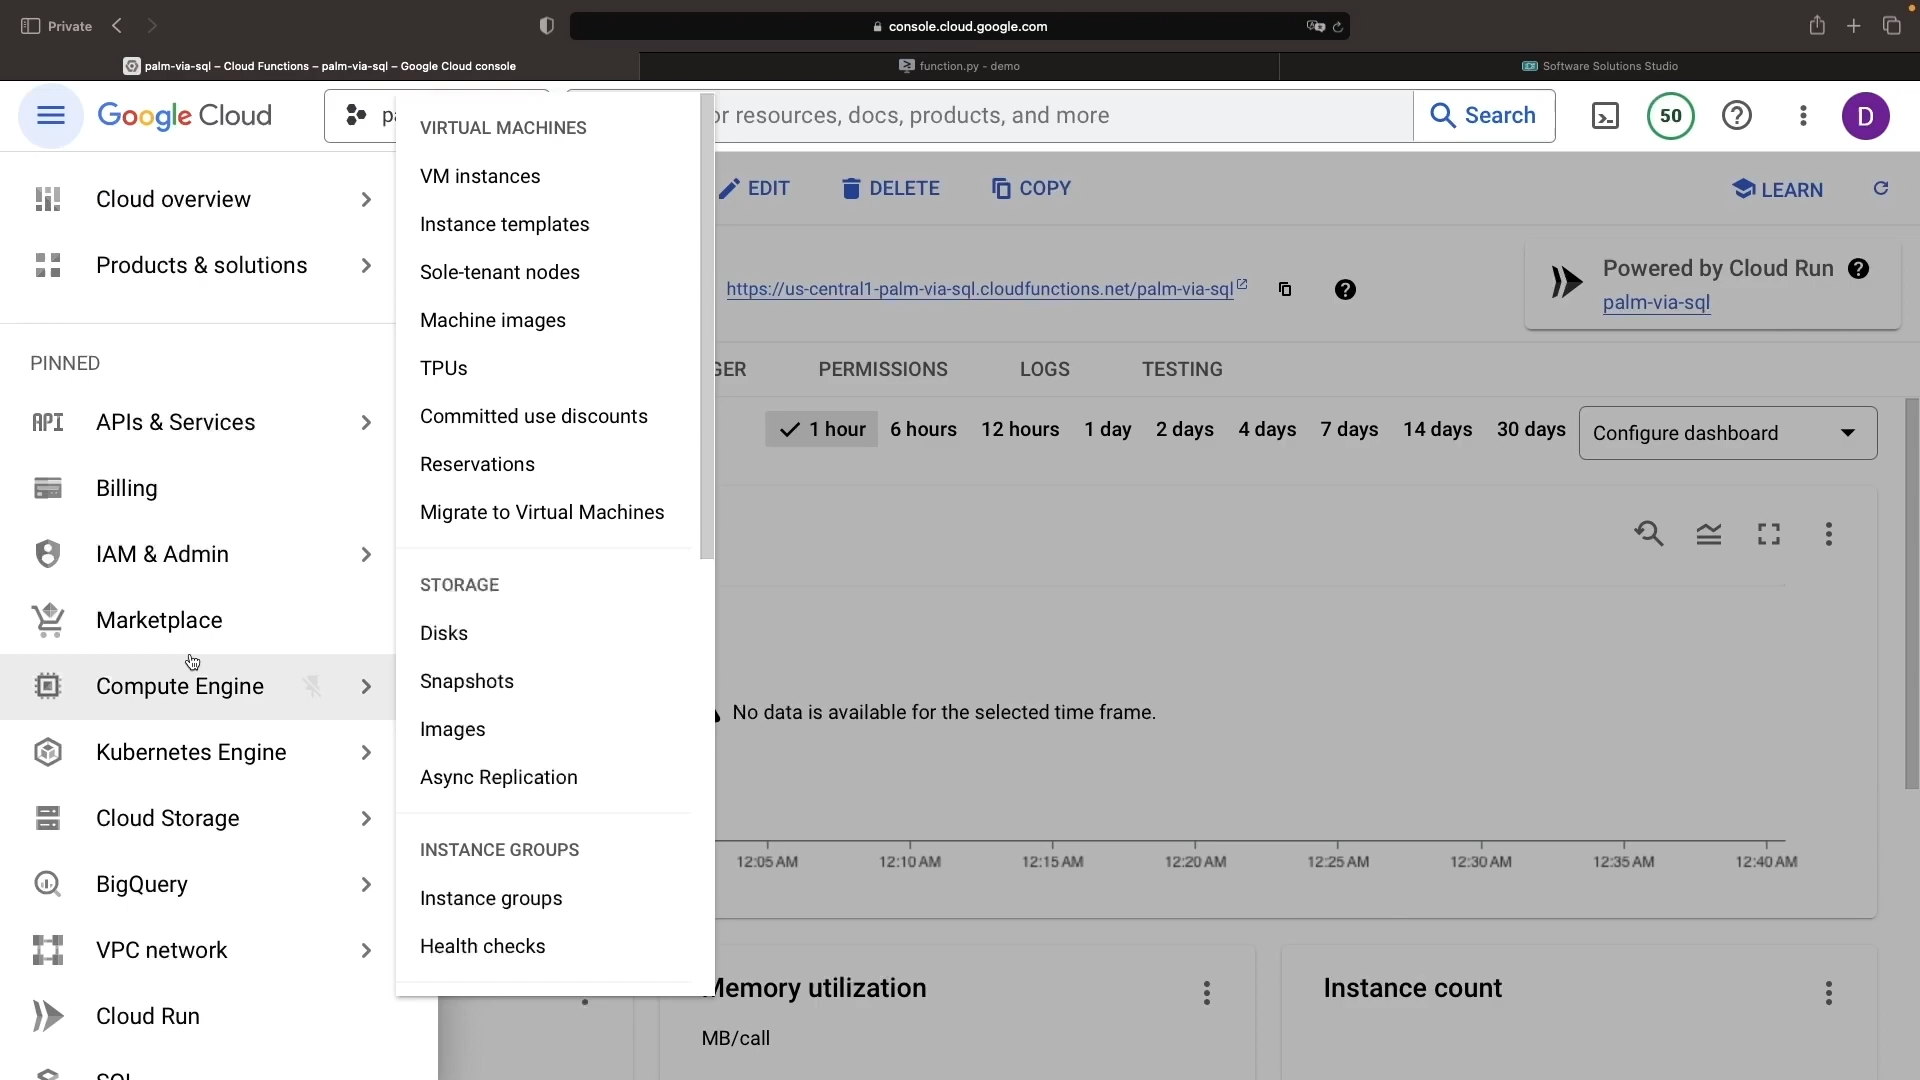 Private
console.cloud.google.com
palm-via-sql – Cloud Functions – palm-via-sql – Google Cloud console
function.py - demo
Software Solutions Studio
Google Cloud
or resources, docs, products, and more
Search
50
D
Cloud overview
Products & solutions
PINNED
APIs & Services
Billing
IAM & Admin
Marketplace
Compute Engine
Kubernetes Engine
Cloud Storage
BigQuery
VPC network
Cloud Run
SQL
VIRTUAL MACHINES
VM instances
Instance templates
Sole-tenant nodes
Machine images
TPUs
Committed use discounts
Reservations
Migrate to Virtual Machines
STORAGE
Disks
Snapshots
Images
Async Replication
INSTANCE GROUPS
Instance groups
Health checks
EDIT
DELETE
COPY
LEARN
https://us-central1-palm-via-sql.cloudfunctions.net/palm-via-sql
Powered by Cloud Run
palm-via-sql
PERMISSIONS
LOGS
TESTING
1 hour
6 hours
12 hours
1 day
2 days
4 days
7 days
14 days
30 days
Configure dashboard
No data is available for the selected time frame.
12:05 AM
12:10 AM
12:15 AM
12:20 AM
12:25 AM
12:30 AM
12:35 AM
12:40 AM
Memory utilization
MB/call
Instance count